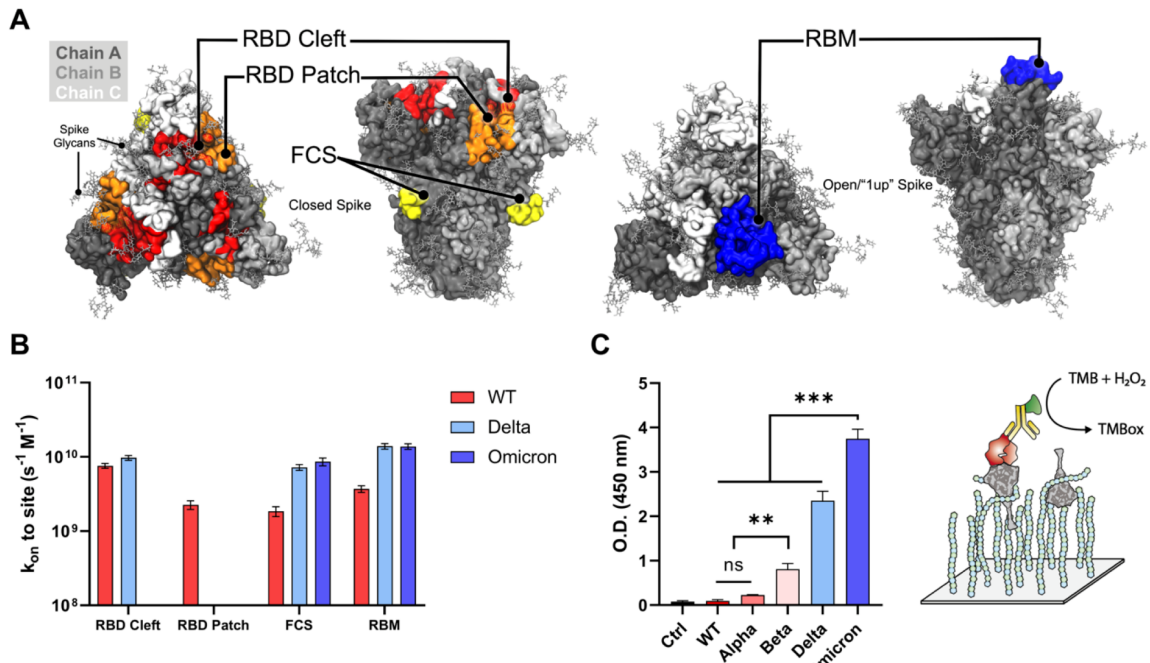 A
Chain A
Chain B
Chain C
RBD Cleft
RBD Patch
RBM
Spike
Glycans
FCS
Closed Spike
Open/"1up" Spike
B
10¹¹
10¹⁰
10⁹
10⁸
kₒₙ to site (s⁻¹ M⁻¹)
WT
Delta
Omicron
RBD Cleft
RBD Patch
FCS
RBM
C
5
4
3
2
1
0
O.D. (450 nm)
ns
**
***
Ctrl
WT
Alpha
Beta
Delta
omicron
TMB + H₂O₂
TMBox